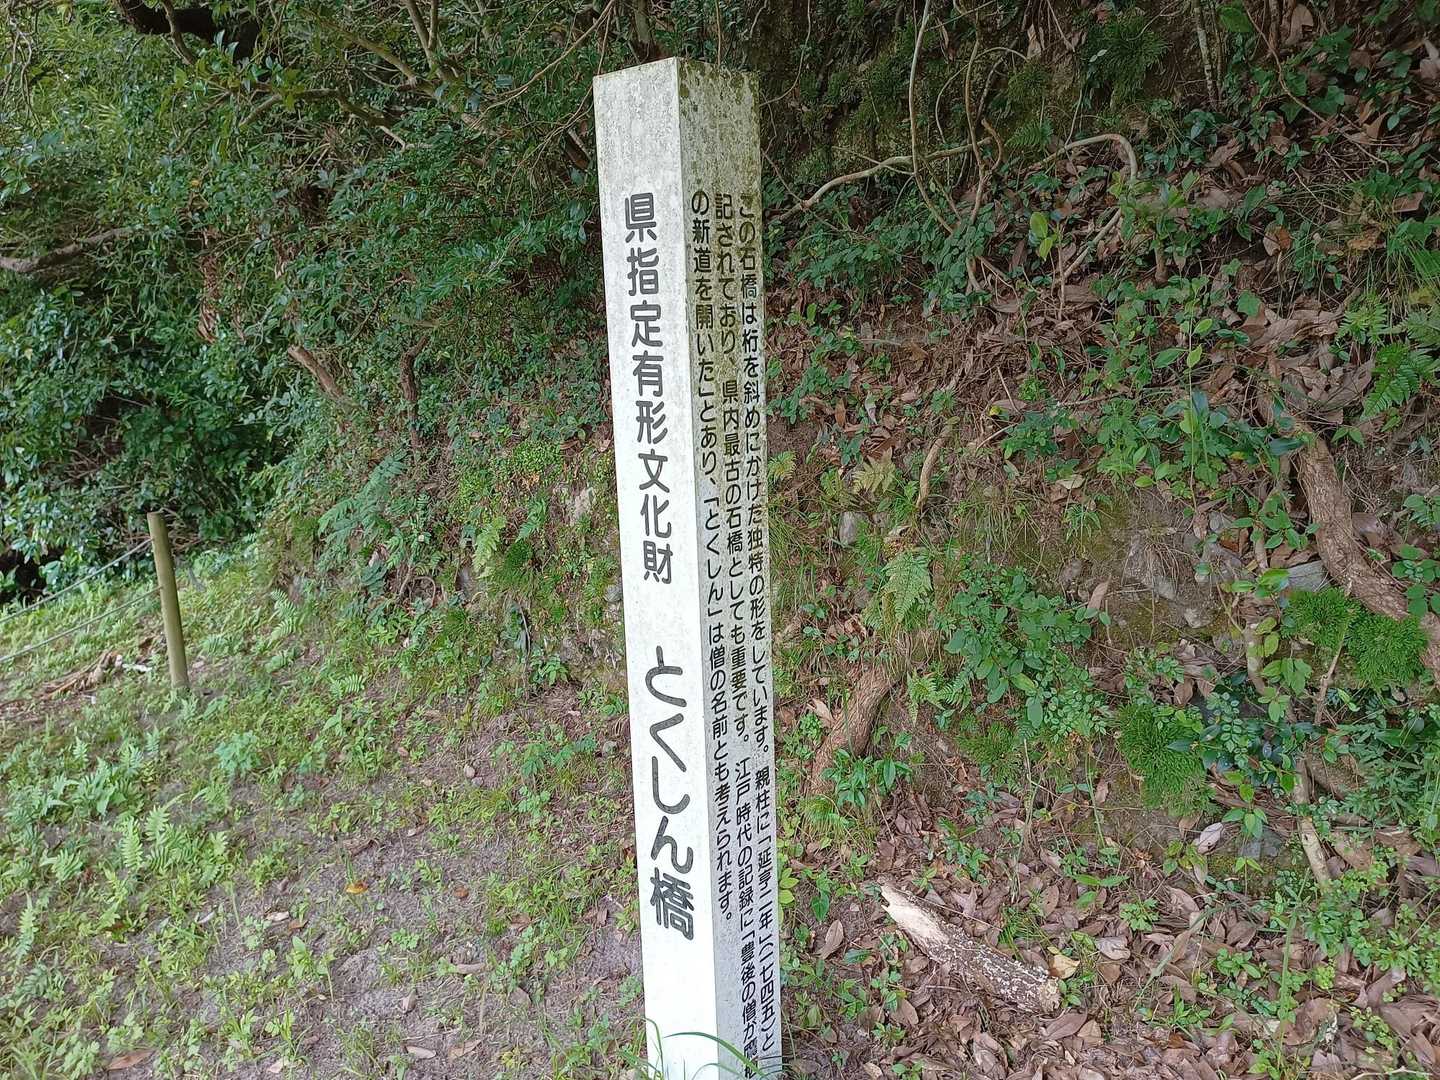 県指定有形文化財 とくしん橋
この石橋は桁を斜めにかけた独特の形をしています。親柱に「延享二年」(一七四五)と
記されており、県内最古の石橋としても重要です。江戸時代の記録に「豊後の僧が
の新道を開いた」とあり、「とくしん」は僧の名前とも考えられます。